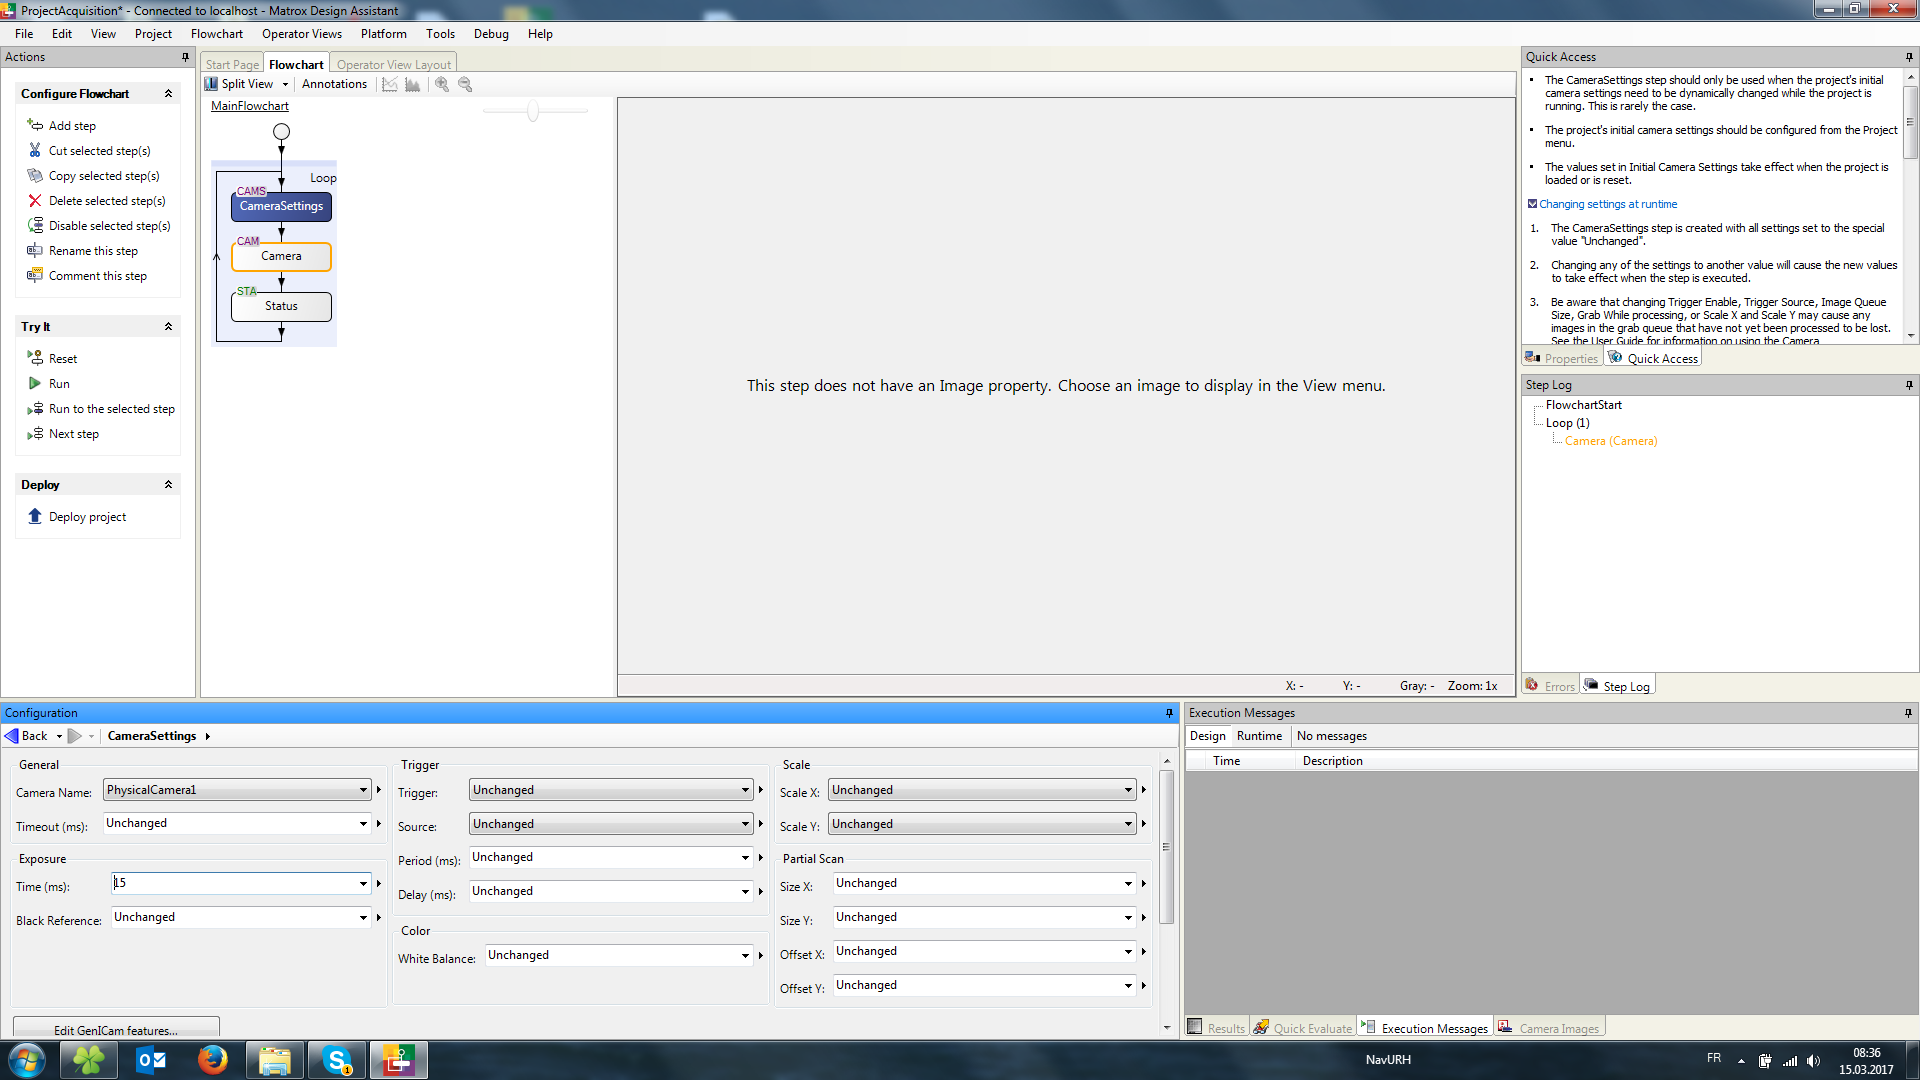 ProjectAcquisition* - Connected to localhost - Matrox Design Assistant
File Edit View Project Flowchart Operator Views Platform Tools Debug Help
Actions
Configure Flowchart
Add step
Cut selected step(s)
Copy selected step(s)
Delete selected step(s)
Disable selected step(s)
Rename this step
Comment this step
Try It
Reset
Run
Run to the selected step
Next step
Deploy
Deploy project
Start Page Flowchart Operator View Layout
Split View Annotations
MainFlowchart
Loop
CAMS
CameraSettings
CAM
Camera
STA
Status
This step does not have an Image property. Choose an image to display in the View menu.
X: - Y: - Gray: - Zoom: 1x
Quick Access
The CameraSettings step should only be used when the project's initial
camera settings need to be dynamically changed while the project is
running. This is rarely the case.
The project's initial camera settings should be configured from the Project
menu.
The values set in Initial Camera Settings take effect when the project is
loaded or is reset.
Changing settings at runtime
1. The CameraSettings step is created with all settings set to the special
value "Unchanged".
2. Changing any of the settings to another value will cause the new values
to take effect when the step is executed.
3. Be aware that changing Trigger Enable, Trigger Source, Image Queue
Size, Grab While processing, or Scale X and Scale Y may cause any
images in the grab queue that have not yet been processed to be lost.
See the User Guide for information on using the Camera
Properties Quick Access
Step Log
FlowchartStart
Loop (1)
Camera (Camera)
Errors Step Log
Configuration
Back CameraSettings
General
Camera Name: PhysicalCamera1
Timeout (ms): Unchanged
Exposure
Time (ms): 15
Black Reference: Unchanged
Edit GenICam features...
Trigger
Trigger: Unchanged
Source: Unchanged
Period (ms): Unchanged
Delay (ms): Unchanged
Color
White Balance: Unchanged
Scale
Scale X: Unchanged
Scale Y: Unchanged
Partial Scan
Size X: Unchanged
Size Y: Unchanged
Offset X: Unchanged
Offset Y: Unchanged
Execution Messages
Design Runtime No messages
Time Description
Results Quick Evaluate Execution Messages Camera Images
NavURH
FR
08:36
15.03.2017